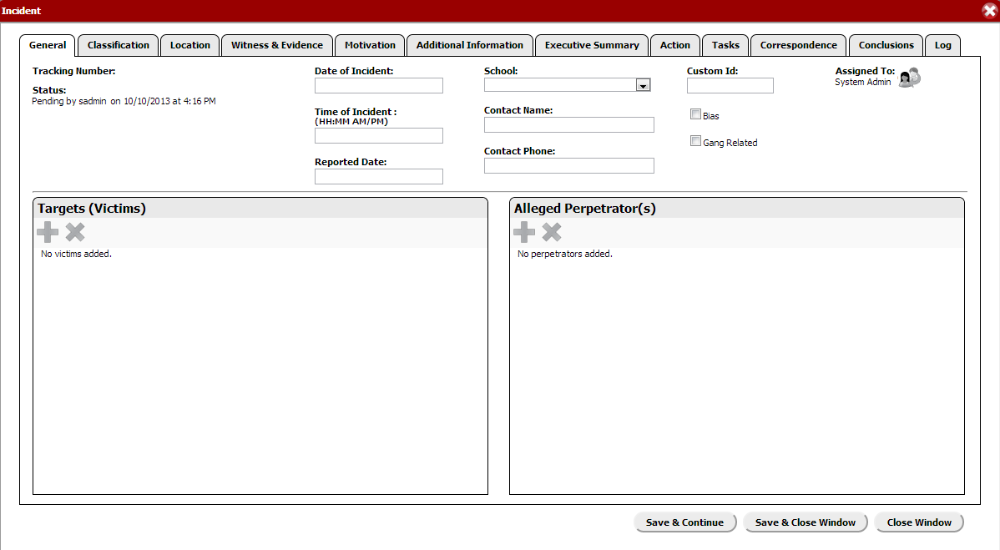 Incident
General Classification Location Witness & Evidence Motivation Additional Information Executive Summary Action Tasks Correspondence Conclusions Log
Tracking Number:
Status:
Pending by sadmin on 10/10/2013 at 4:16 PM
Date of Incident:
Time of Incident :
(HH:MM AM/PM)
Reported Date:
School:
Contact Name:
Contact Phone:
Custom Id:
Bias
Gang Related
Assigned To:
System Admin
Targets (Victims)
No victims added.
Alleged Perpetrator(s)
No perpetrators added.
Save & Continue Save & Close Window Close Window